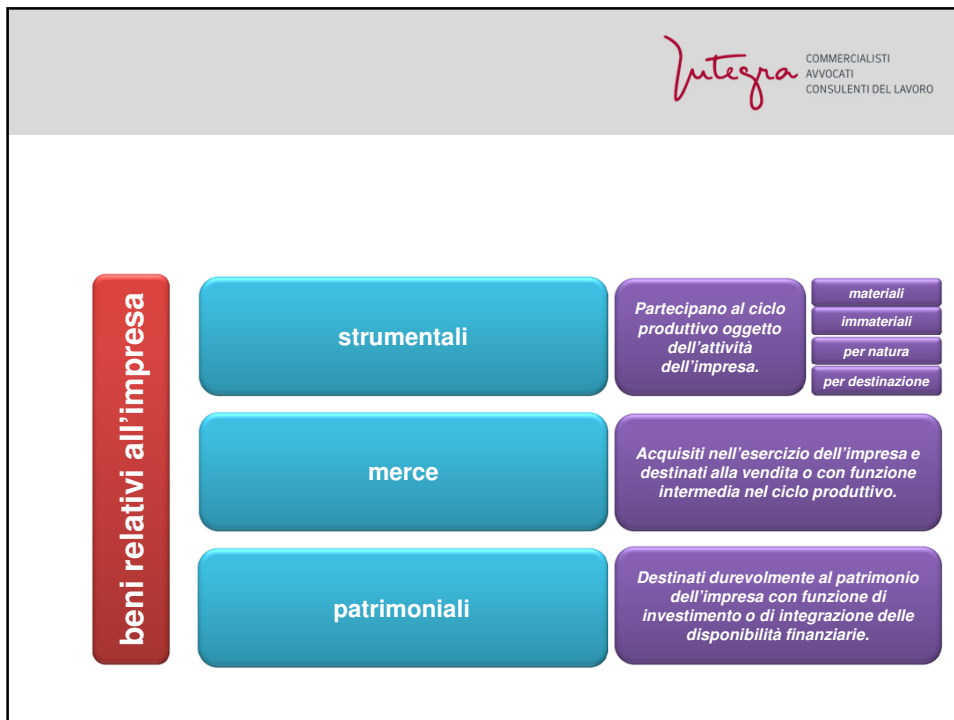 Integra
COMMERCIALISTI
AVVOCATI
CONSULENTI DEL LAVORO
beni relativi all’impresa
strumentali
Partecipano al ciclo
produttivo oggetto
dell’attività
dell’impresa.
materiali
immateriali
per natura
per destinazione
merce
Acquisiti nell’esercizio dell’impresa e
destinati alla vendita o con funzione
intermedia nel ciclo produttivo.
patrimoniali
Destinati durevolmente al patrimonio
dell’impresa con funzione di
investimento o di integrazione delle
disponibilità finanziarie.